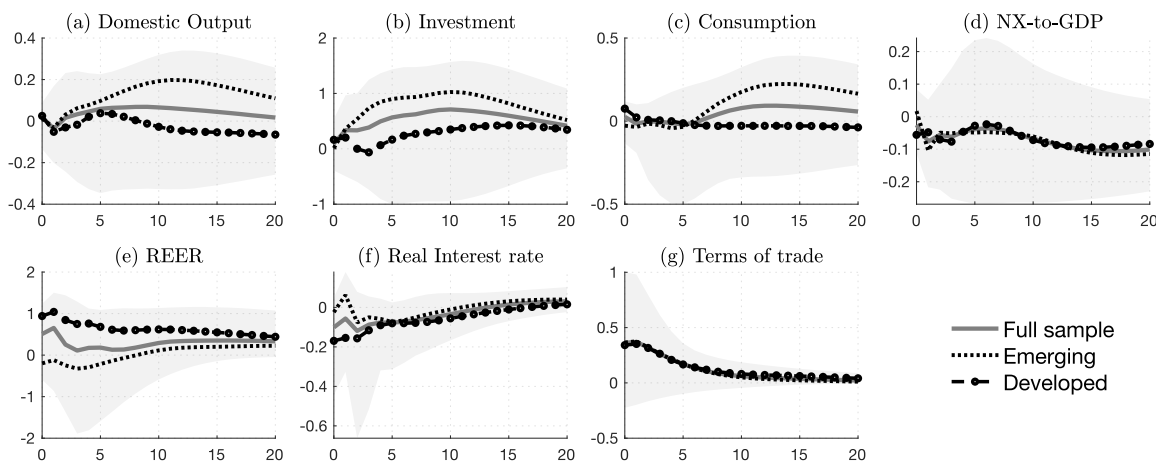 (a) Domestic Output
(b) Investment
(c) Consumption
(d) NX-to-GDP
0.4
0.2
0
-0.2
0.4
0 5 10 15 20
2
1
0
-1
0 5 10 15 20
0.5
0
-0.5
0 5 10 15 20
0.2
0.1
0
-0.1
-0.2
0 5 10 15 20
(e) REER
(f) Real Interest rate
(g) Terms of trade
2
1
0
-1
-2
0 5 10 15 20
0
-0.2
-0.4
-0.6
0 5 10 15 20
1
0.5
0
-0.5
0 5 10 15 20
Full sample
Emerging
Developed